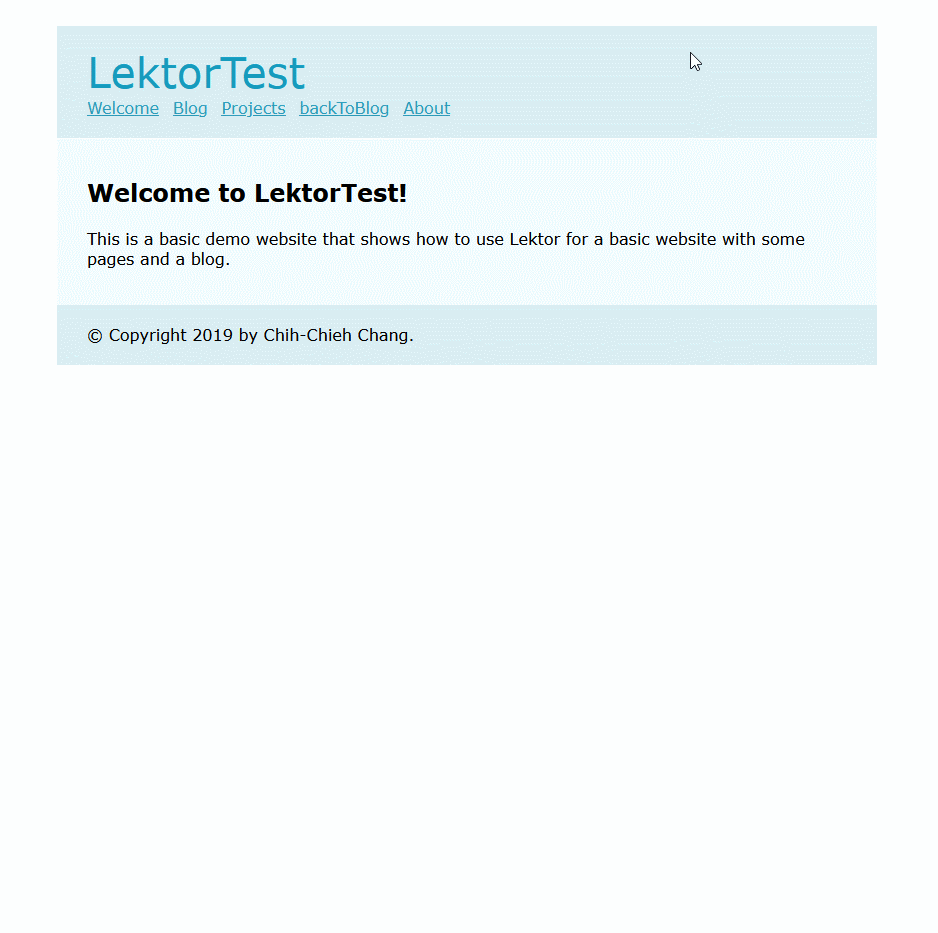 LektorTest
Welcome Blog Projects backToBlog About
Welcome to LektorTest!
This is a basic demo website that shows how to use Lektor for a basic website with some
pages and a blog.
© Copyright 2019 by Chih-Chieh Chang.